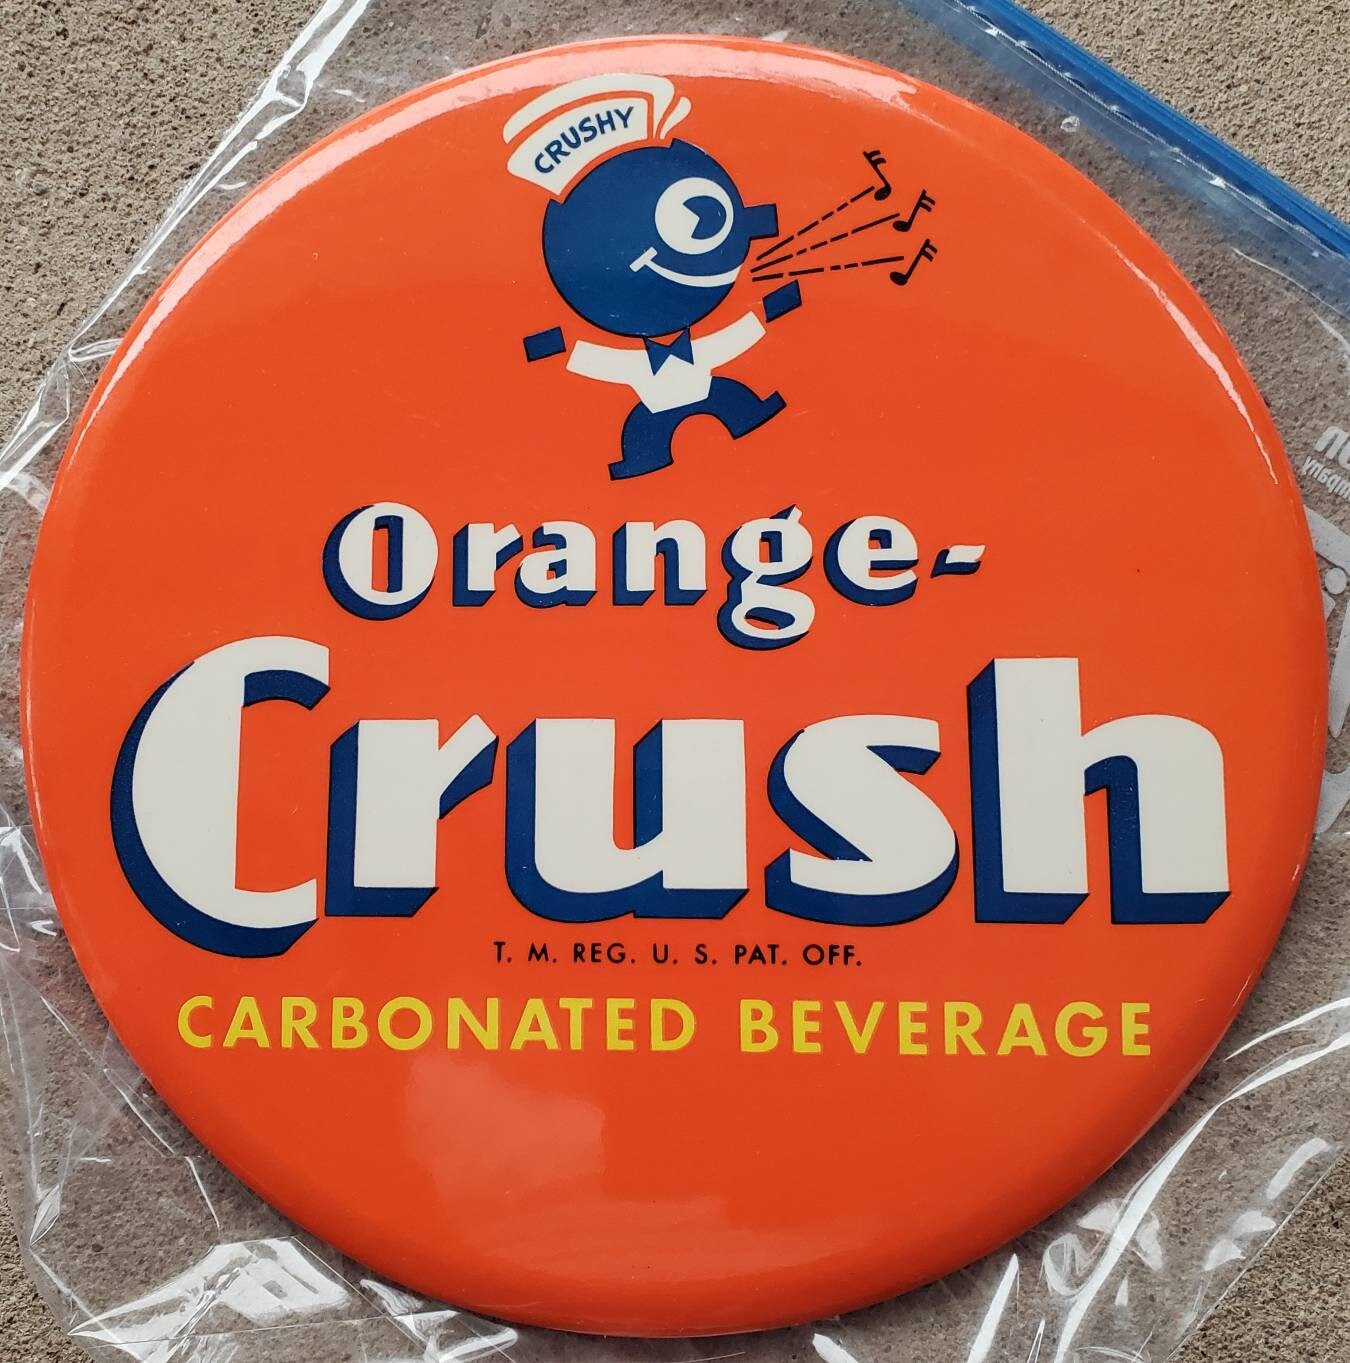 CRUSHY
Orange-
Crush
T. M. REG. U. S. PAT. OFF.
CARBONATED BEVERAGE